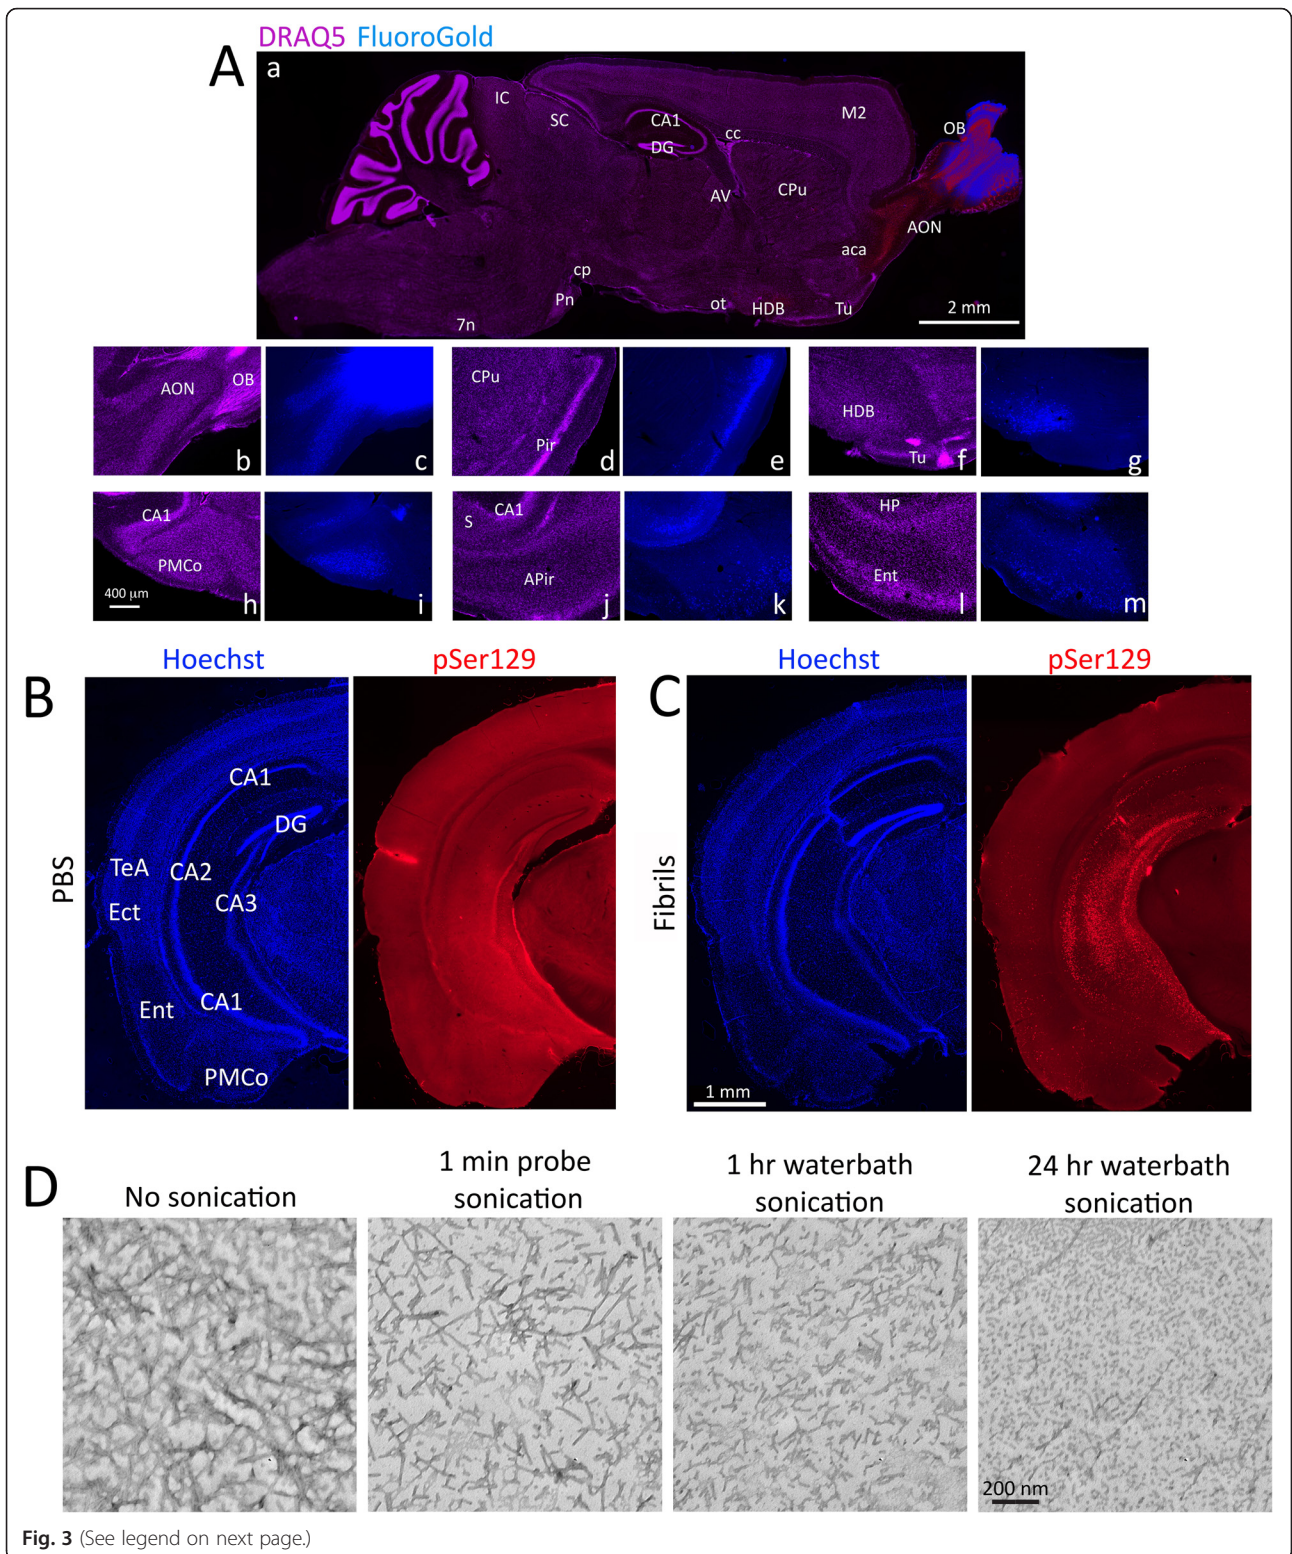 DRAQ5 FluoroGold
A
a
IC
SC
CA1
DG
cc
M2
OB
AV
CPu
AON
aca
cp
Pn
ot
HDB
Tu
7n
2 mm
AON
OB
b
c
CPu
Pir
d
e
HDB
Tu
f
g
CA1
PMCo
400 µm
h
i
S
CA1
APir
j
k
HP
Ent
l
m
Hoechst
pSer129
Hoechst
pSer129
B
C
PBS
CA1
DG
TeA
CA2
Ect
CA3
Ent
CA1
PMCo
Fibrils
1 mm
D
No sonication
1 min probe
sonication
1 hr waterbath
sonication
24 hr waterbath
sonication
200 nm
Fig. 3 (See legend on next page.)